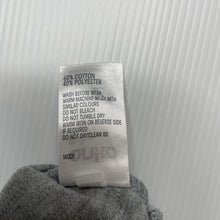 60% COTTON
40% POLYESTER
WASH BEFORE WEAR
WARM MACHINE WASH WITH
SIMILAR COLOURS
DO NOT BLEACH
DO NOT TUMBLE DRY
WARM IRON ON REVERSE SIDE
IF REQUIRED
DO NOT DRYCLEAN